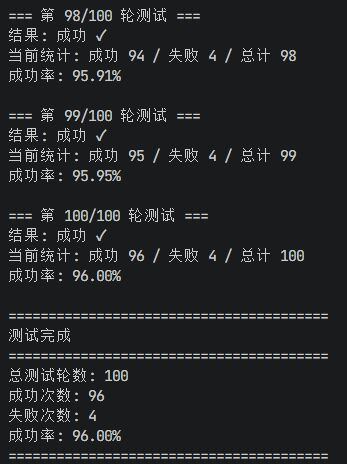 === 第 98/100 轮测试 ===
结果: 成功 ✓
当前统计: 成功 94 / 失败 4 / 总计 98
成功率: 95.91%
=== 第 99/100 轮测试 ===
结果: 成功 ✓
当前统计: 成功 95 / 失败 4 / 总计 99
成功率: 95.95%
=== 第 100/100 轮测试 ===
结果: 成功 ✓
当前统计: 成功 96 / 失败 4 / 总计 100
成功率: 96.00%
========================================
测试完成
========================================
总测试轮数: 100
成功次数: 96
失败次数: 4
成功率: 96.00%
========================================